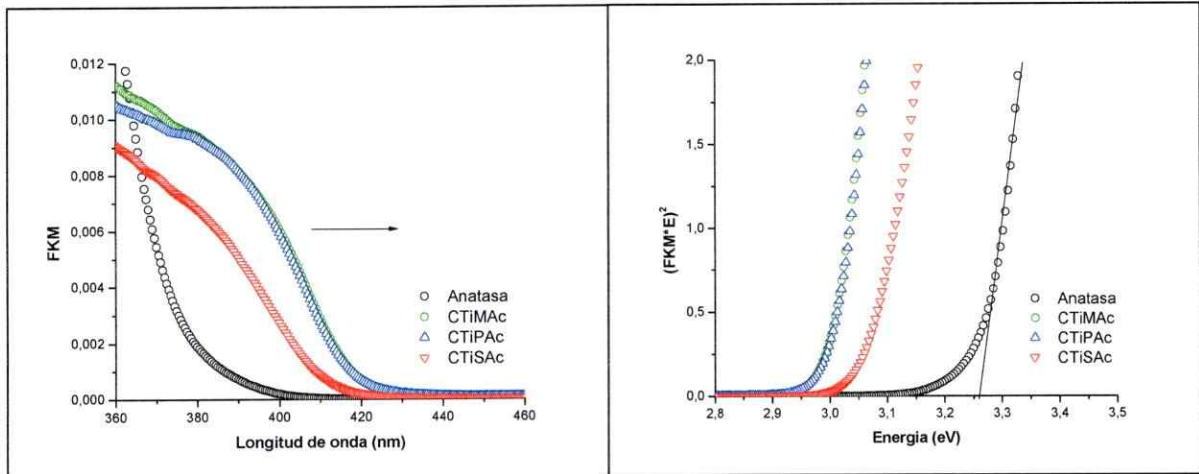 0,012
0,010
0,008
0,006
0,004
0,002
0,000
FKM
360 380 400 420 440 460
Longitud de onda (nm)
Anatasa
CTiMAc
CTiPAc
CTiSAc
2,0
1,5
1,0
0,5
0,0
(FKM*E)²
2,8 2,9 3,0 3,1 3,2 3,3 3,4 3,5
Energia (eV)
Anatasa
CTiMAc
CTiPAc
CTiSAc